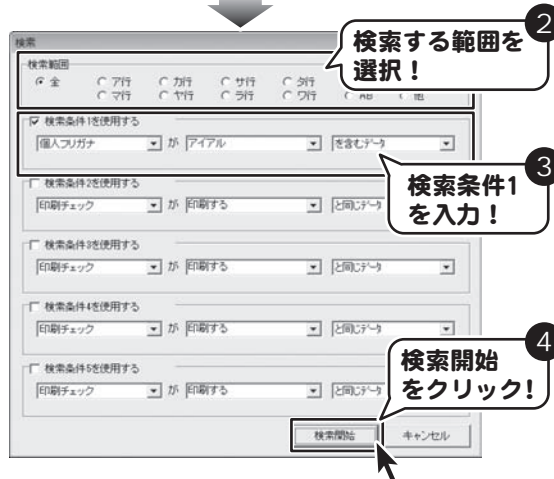 検索
検索範囲
全 ア行 カ行 サ行 タ行
マ行 ヤ行 ラ行 ワ行 AB 他
検索する範囲を
選択！
2
検索条件1を使用する
個人フリガナ が アイアル を含むデータ
検索条件1
を入力！
3
検索条件2を使用する
印刷チェック が 印刷する と同じデータ
検索条件3を使用する
印刷チェック が 印刷する と同じデータ
検索条件4を使用する
印刷チェック が 印刷する と同じデータ
検索条件5を使用する
印刷チェック が 印刷する と同じデータ
検索開始
をクリック!
4
検索開始 キャンセル